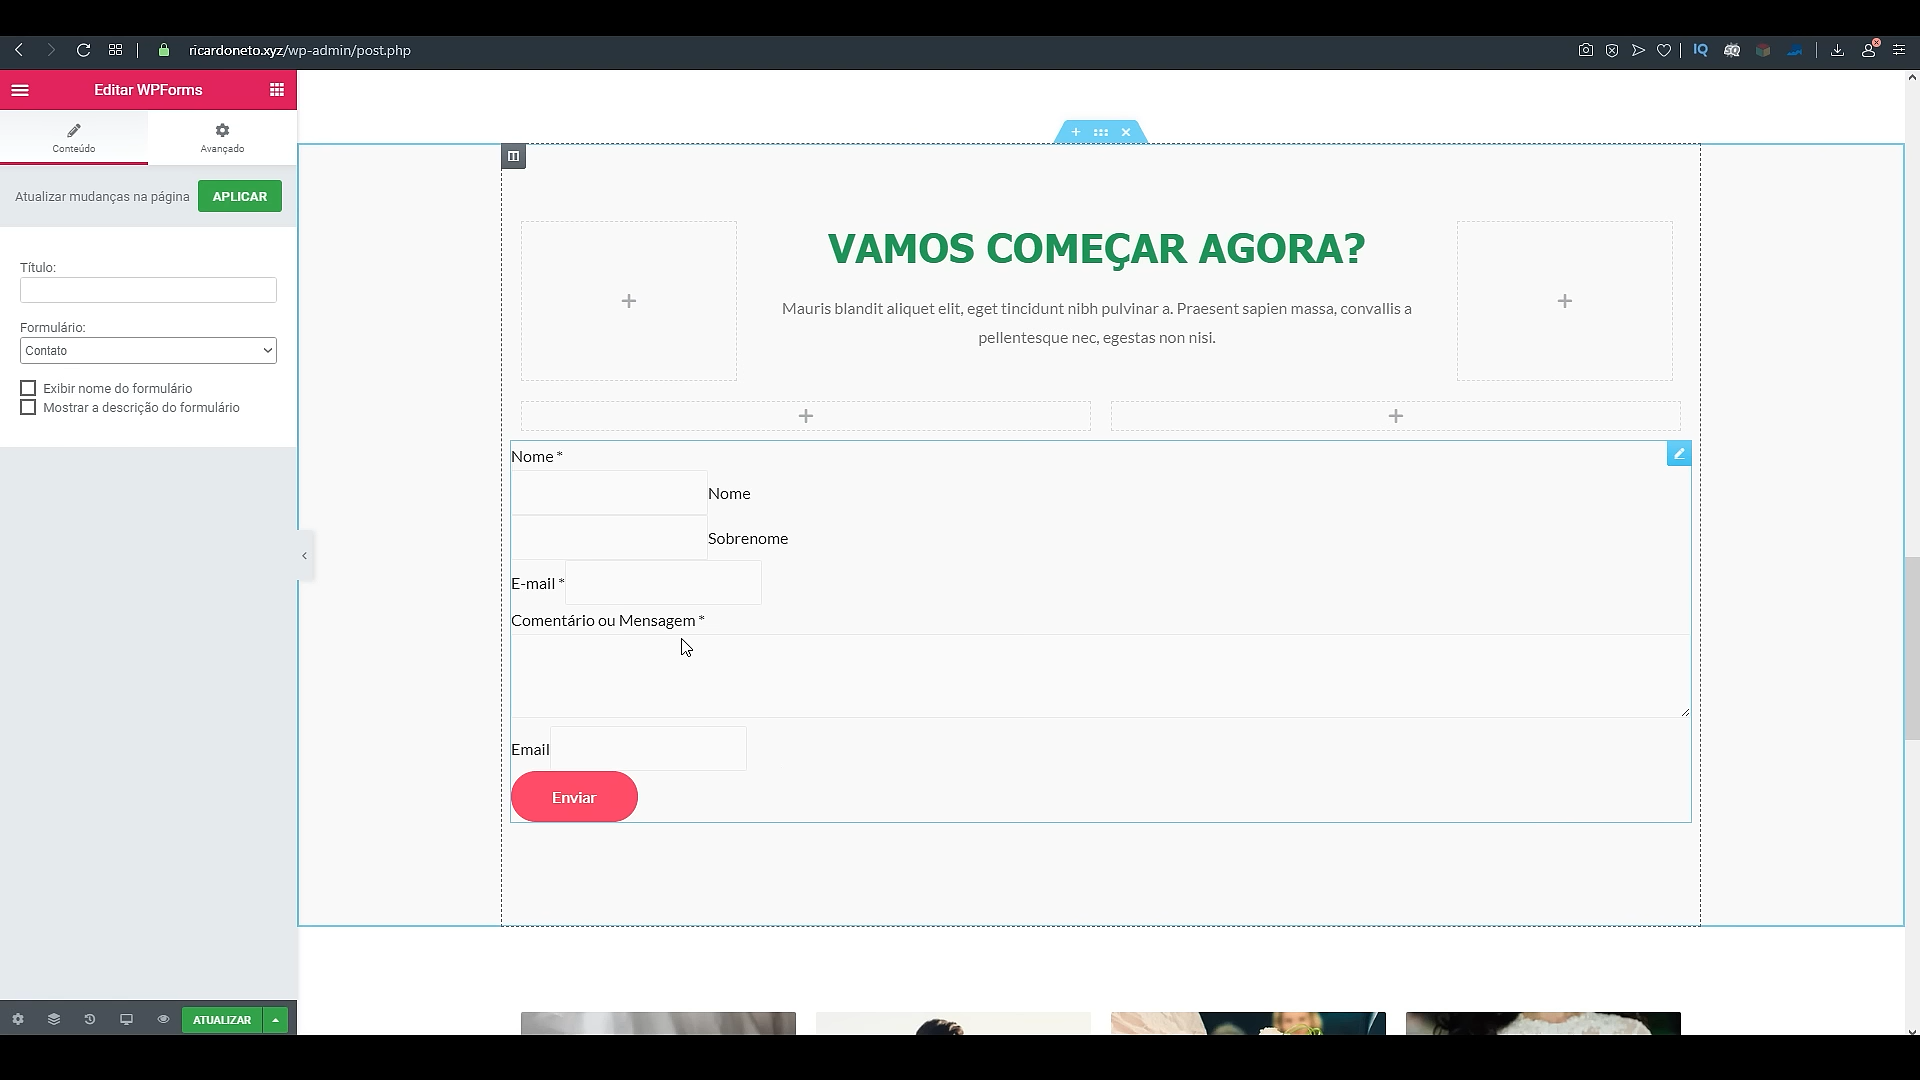 ricardoneto.xyz/wp-admin/post.php
IQ
SQ
Editar WPForms
Conteúdo
Avançado
Atualizar mudanças na página
APLICAR
Título:
Formulário:
Contato
Exibir nome do formulário
Mostrar a descrição do formulário
ATUALIZAR
VAMOS COMEÇAR AGORA?
Mauris blandit aliquet elit, eget tincidunt nibh pulvinar a. Praesent sapien massa, convallis a
pellentesque nec, egestas non nisi.
Nome *
Nome
Sobrenome
E-mail *
Comentário ou Mensagem *
Email
Enviar